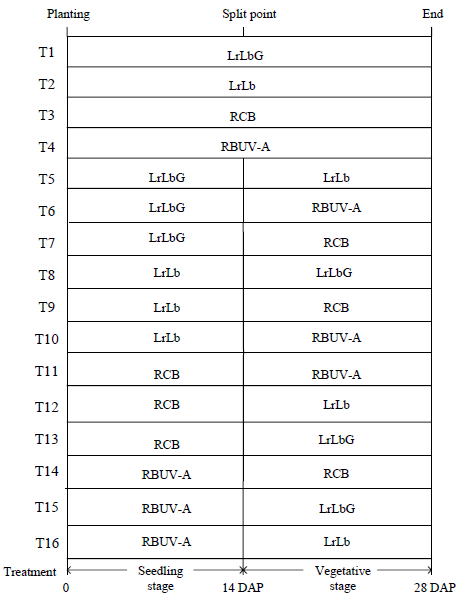 Planting Split point End
T1 LrLbG
T2 LrLb
T3 RCB
T4 RBUV-A
T5 LrLbG LrLb
T6 LrLbG RBUV-A
T7 LrLbG RCB
T8 LrLb LrLbG
T9 LrLb RCB
T10 LrLb RBUV-A
T11 RCB RBUV-A
T12 RCB LrLb
T13 RCB LrLbG
T14 RBUV-A RCB
T15 RBUV-A LrLbG
T16 RBUV-A LrLb
Treatment Seedling Vegetative
stage stage
0 14 DAP 28 DAP